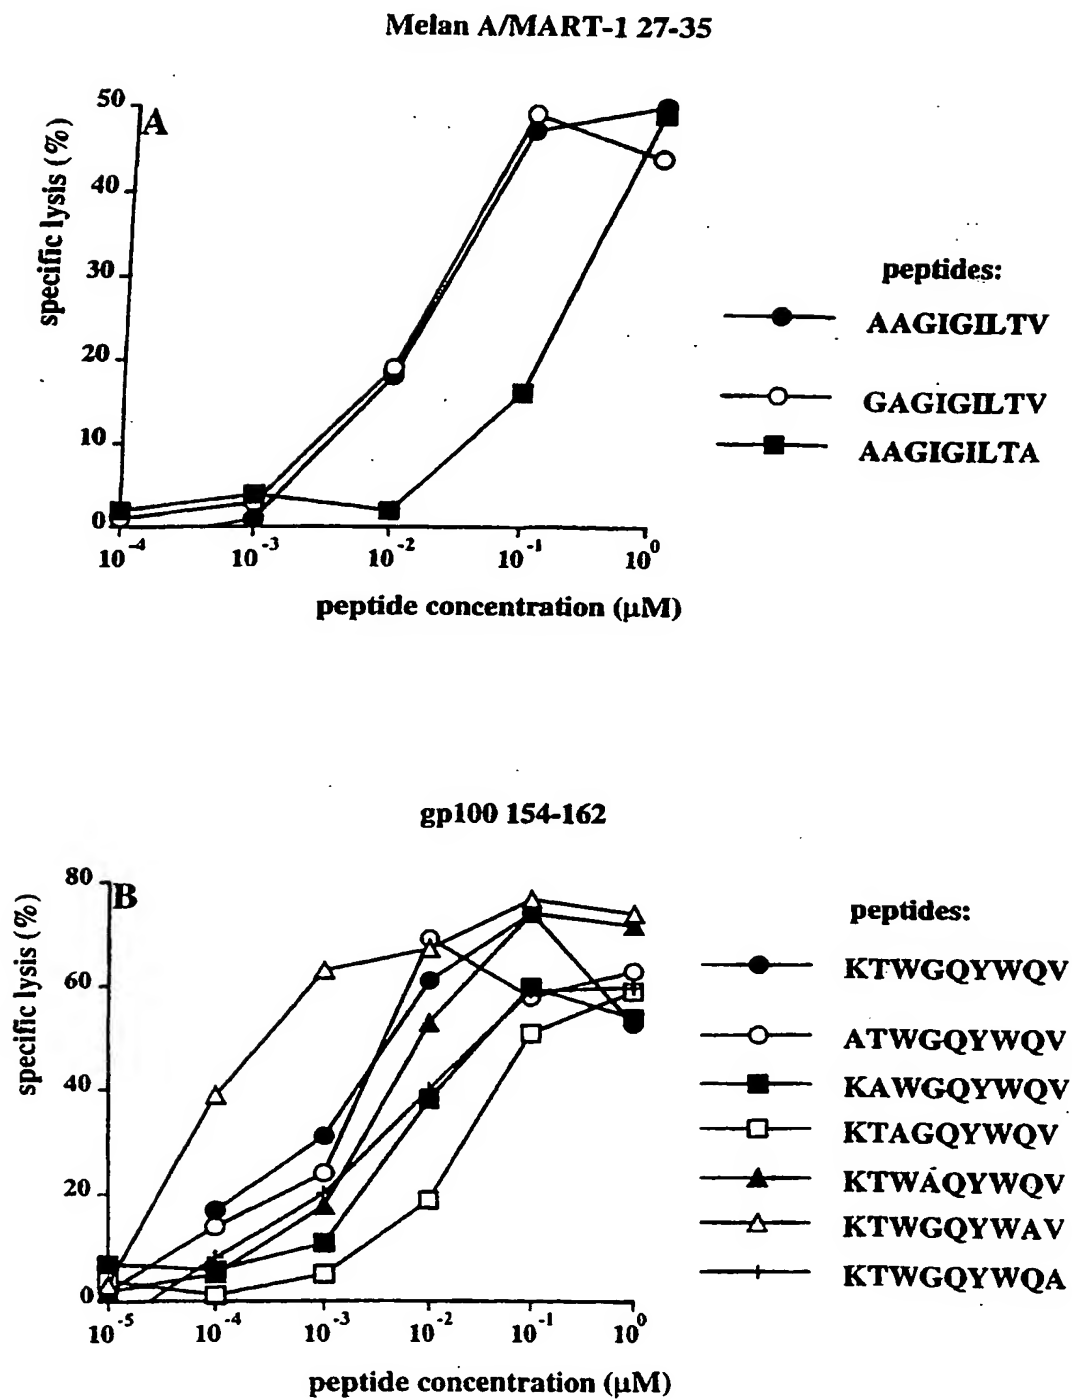 Melan A/MART-1 27-35
A
specific lysis (%)
50
40
30
20
10
0
10⁻⁴ 10⁻³ 10⁻² 10⁻¹ 10⁰
peptide concentration (µM)
peptides:
AAGIGILTV
GAGIGILTV
AAGIGILTA
gp100 154-162
B
specific lysis (%)
80
60
40
20
0
10⁻⁵ 10⁻⁴ 10⁻³ 10⁻² 10⁻¹ 10⁰
peptide concentration (µM)
peptides:
KTWGQYWQV
ATWGQYWQV
KAWGQYWQV
KTAGQYWQV
KTWAQYWQV
KTWGQYWAV
KTWGQYWQA